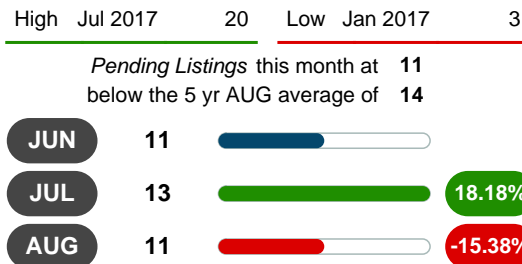 High Jul 2017 20 Low Jan 2017 3
Pending Listings this month at 11
below the 5 yr AUG average of 14
JUN 11
JUL 13 18.18%
AUG 11 -15.38%